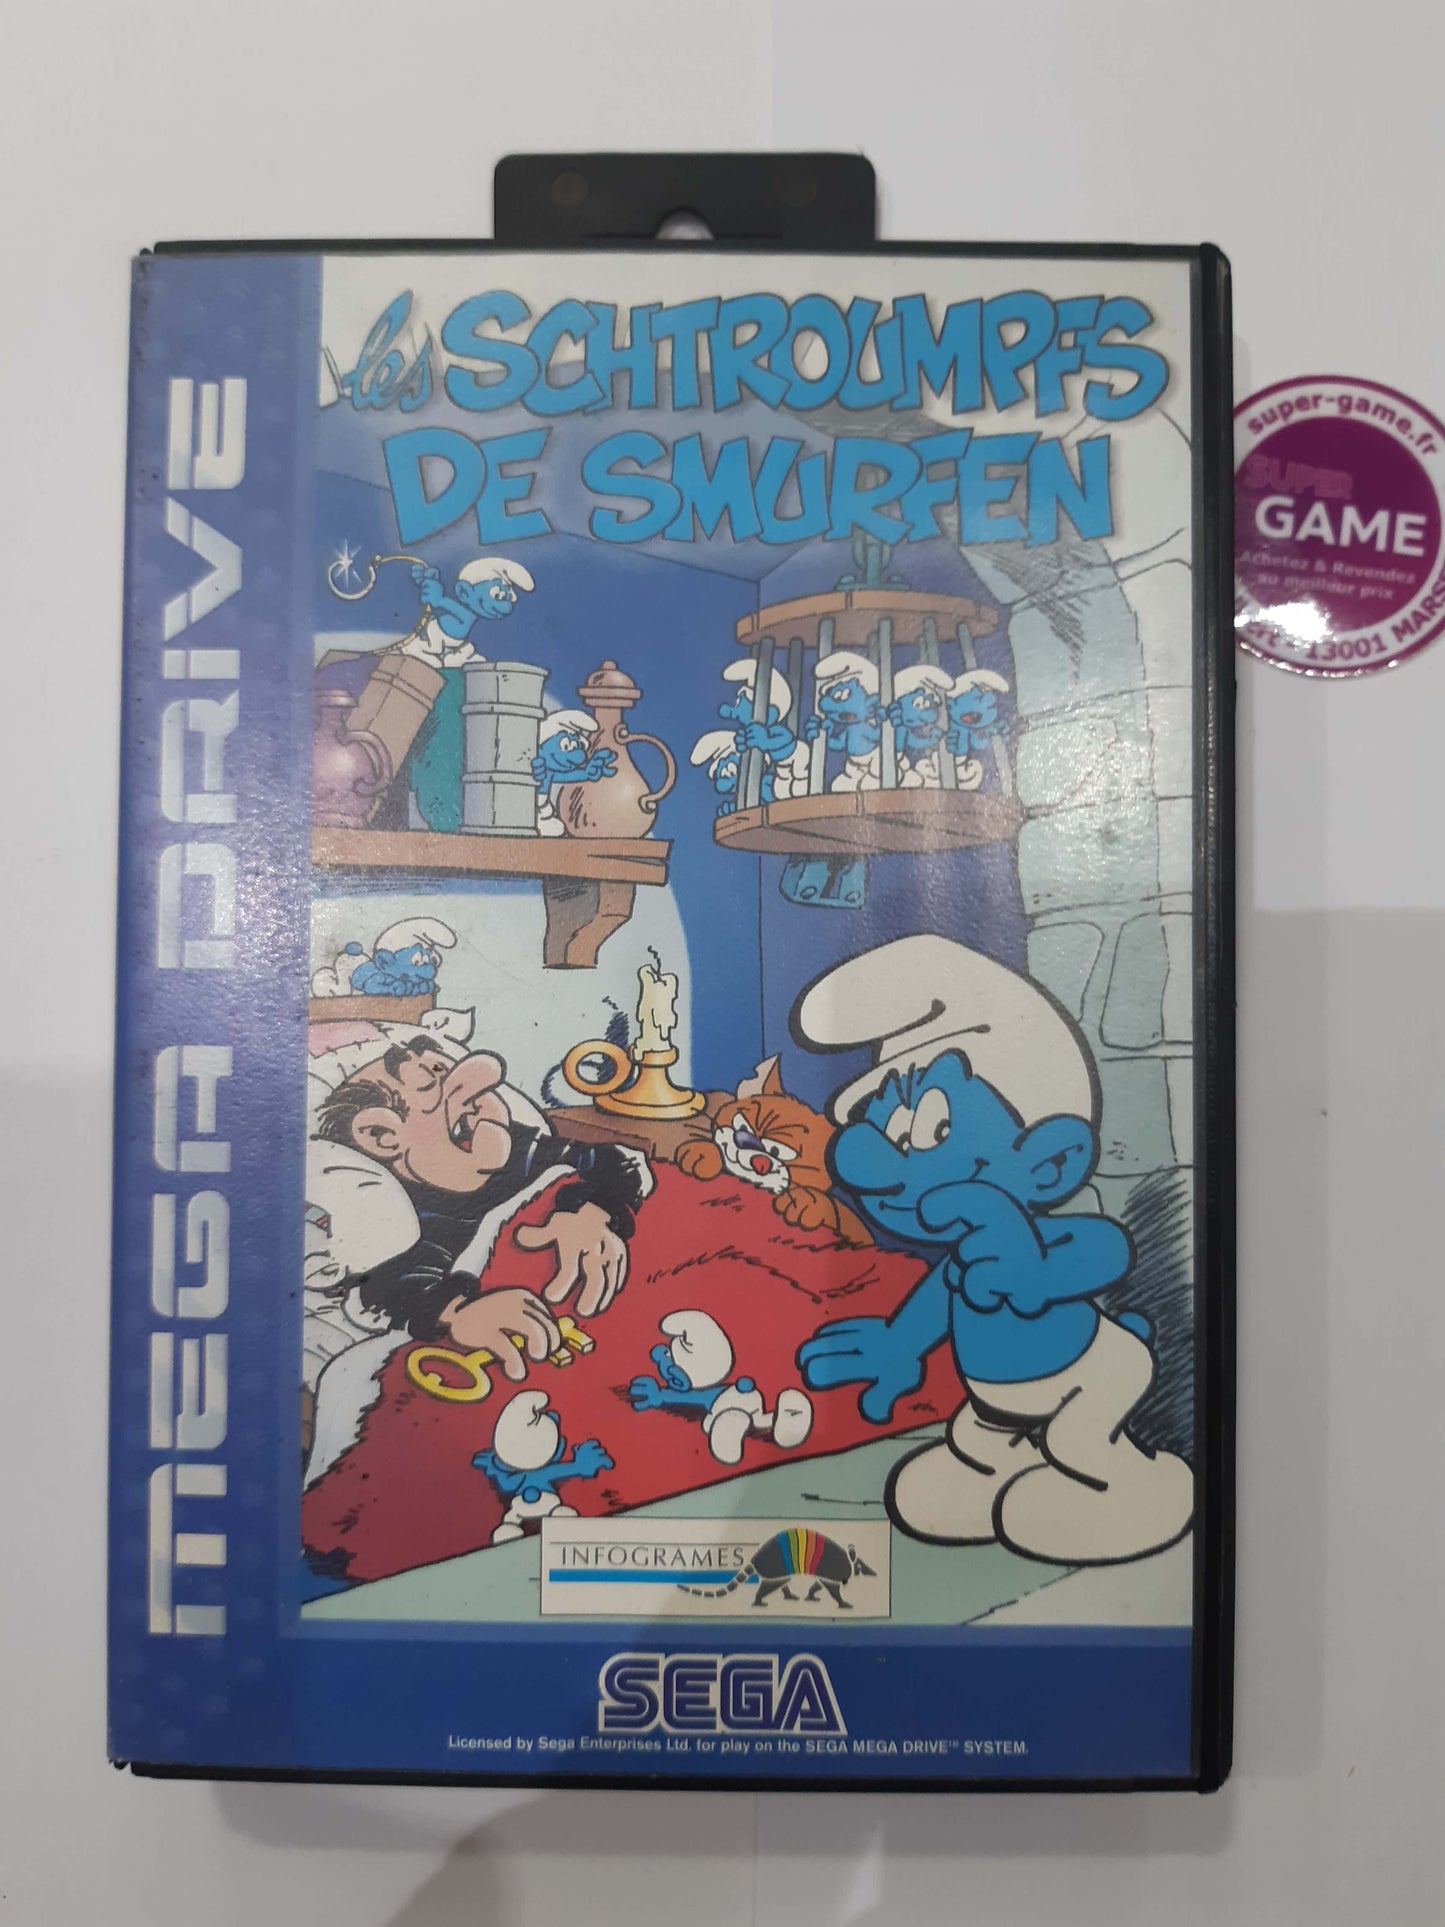 les SCHTROUMPFS
DE SMURFEN
MEGA DRIVE
INFOGRAMES
SEGA
Licensed by Sega Enterprises Ltd. for play on the SEGA MEGA DRIVE™ SYSTEM.
super-game.fr
SUPER
GAME
Achetez & Revendez
au meilleur prix
13001